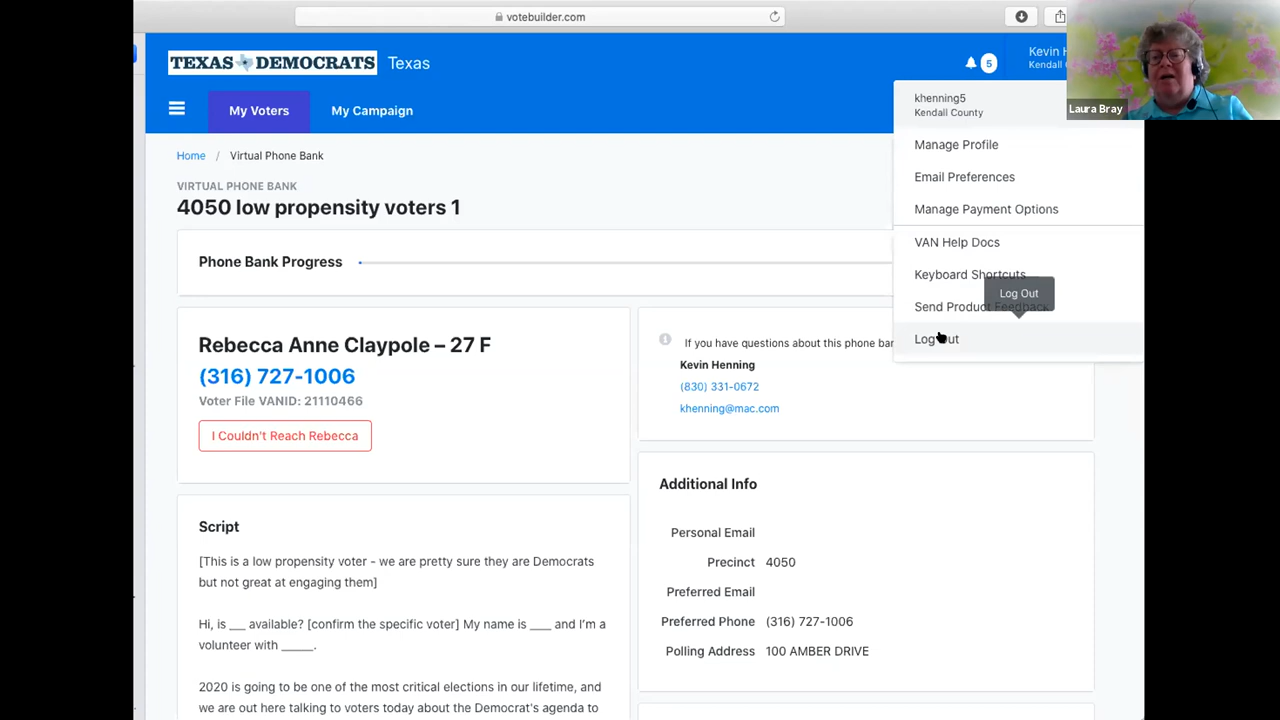 votebuilder.com
TEXAS DEMOCRATS Texas
5
Kevin H
Kendall Co
Laura Bray
My Voters
My Campaign
khenning5
Kendall County
Manage Profile
Email Preferences
Manage Payment Options
VAN Help Docs
Keyboard Shortcuts
Send Product Feedback
Log Out
Log Out
Home / Virtual Phone Bank
VIRTUAL PHONE BANK
4050 low propensity voters 1
Phone Bank Progress
Rebecca Anne Claypole – 27 F
(316) 727-1006
Voter File VANID: 21110466
I Couldn't Reach Rebecca
If you have questions about this phone ban
Kevin Henning
(830) 331-0672
khenning@mac.com
Script
[This is a low propensity voter - we are pretty sure they are Democrats
but not great at engaging them]
Hi, is ___ available? [confirm the specific voter] My name is ____ and I'm a
volunteer with _____.
2020 is going to be one of the most critical elections in our lifetime, and
we are out here talking to voters today about the Democrat's agenda to
Additional Info
Personal Email
Precinct 4050
Preferred Email
Preferred Phone (316) 727-1006
Polling Address 100 AMBER DRIVE